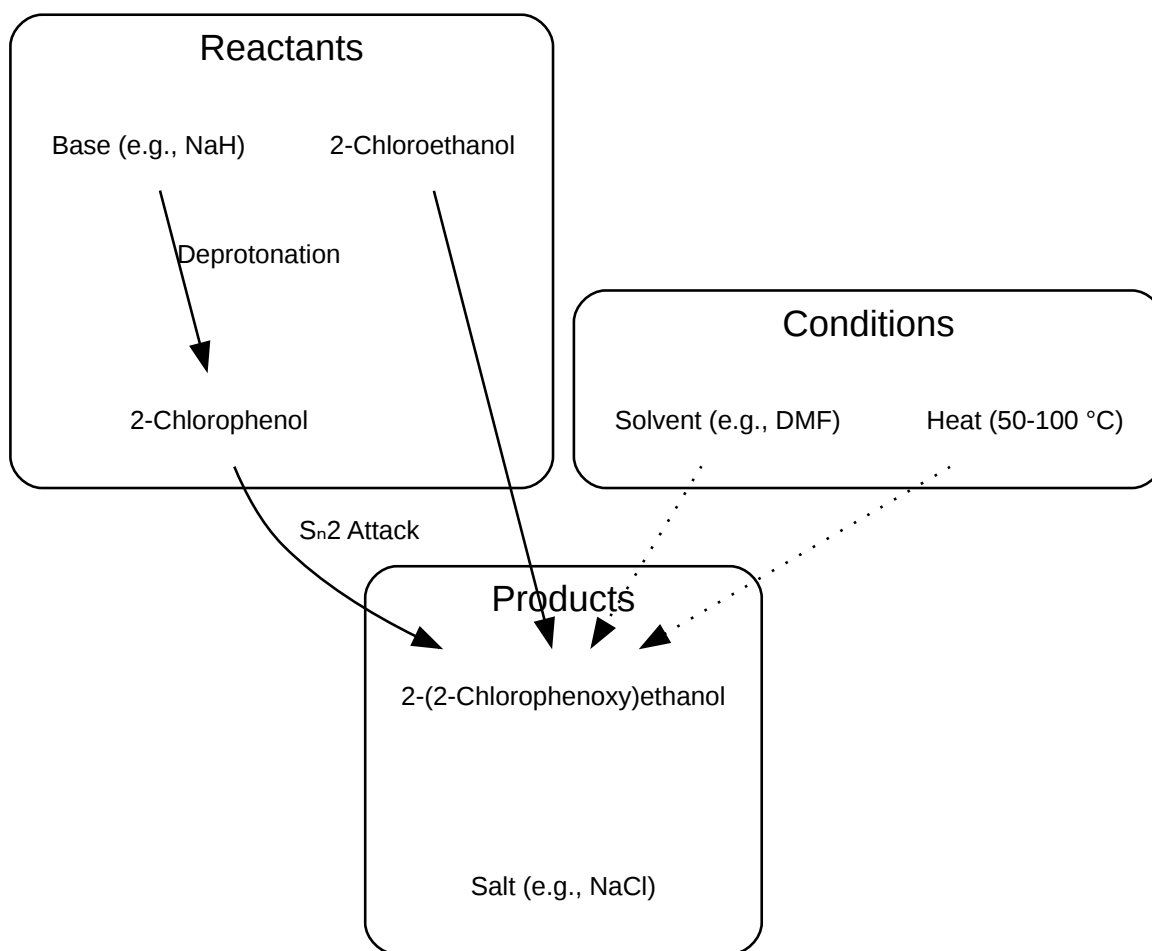 Reactants
Base (e.g., NaH)
2-Chloroethanol
Deprotonation
2-Chlorophenol
Conditions
Solvent (e.g., DMF)
Heat (50-100 °C)
Sₙ2 Attack
Products
2-(2-Chlorophenoxy)ethanol
Salt (e.g., NaCl)